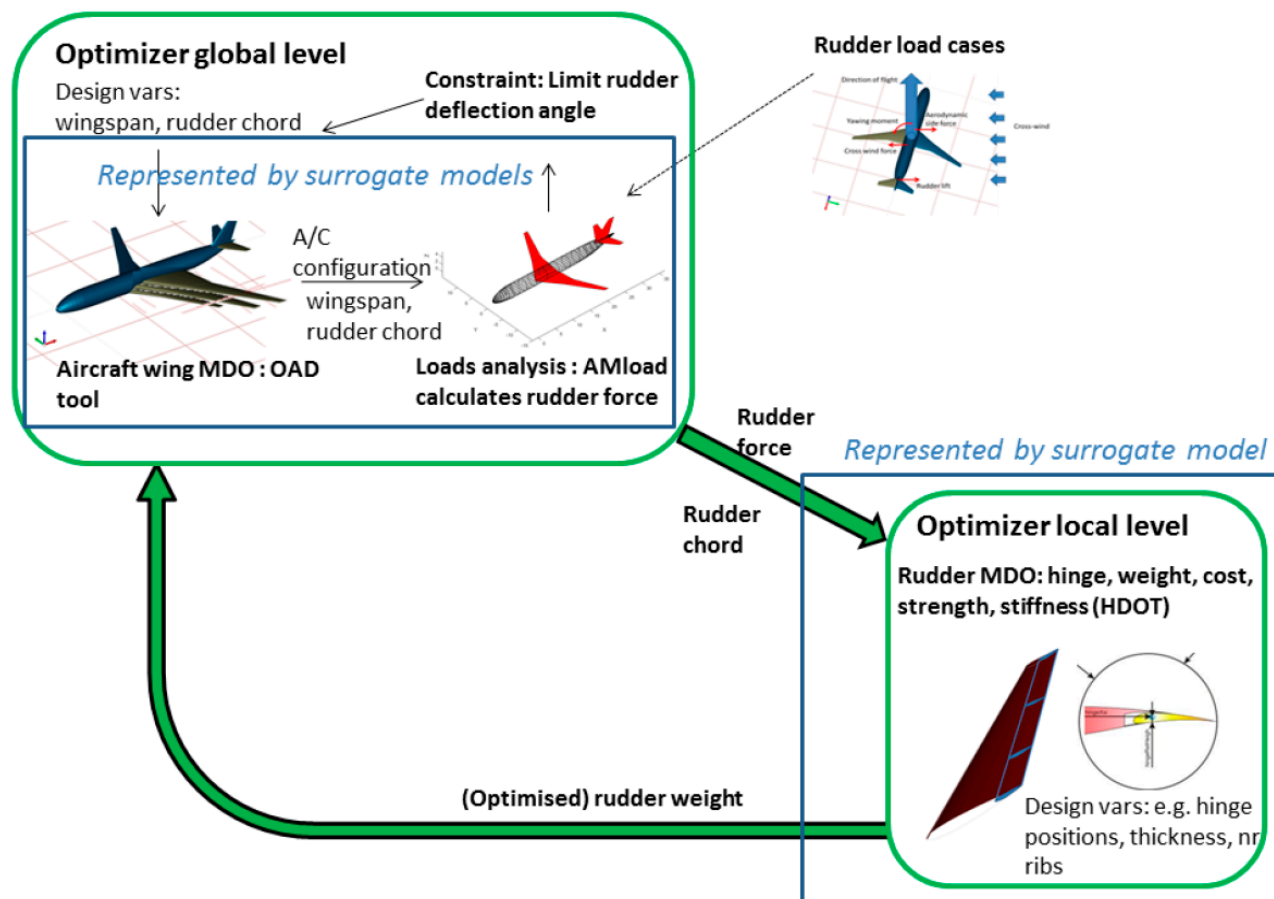 Optimizer global level
Design vars:
wingspan, rudder chord
Constraint: Limit rudder
deflection angle
Represented by surrogate models
A/C
configuration
wingspan,
rudder chord
Aircraft wing MDO : OAD
tool
Loads analysis : AMload
calculates rudder force
Rudder load cases
Direction of flight
Yawing moment
Aerodynamic
side force
Cross-wind
Cross wind force
Rudder lift
Rudder
force
Rudder
chord
Represented by surrogate model
Optimizer local level
Rudder MDO: hinge, weight, cost,
strength, stiffness (HDOT)
Design vars: e.g. hinge
positions, thickness, nr
ribs
(Optimised) rudder weight